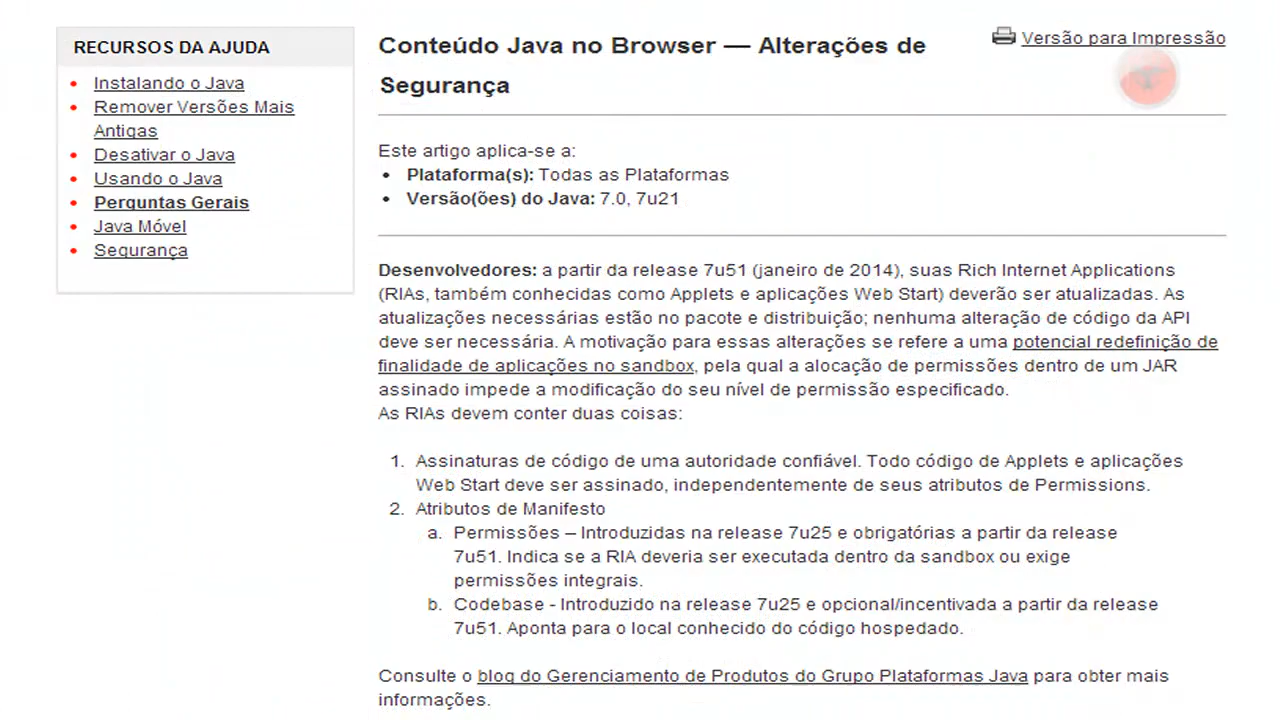 RECURSOS DA AJUDA
Instalando o Java
Remover Versões Mais
Antigas
Desativar o Java
Usando o Java
Perguntas Gerais
Java Móvel
Segurança
Conteúdo Java no Browser — Alterações de
Segurança
Versão para Impressão
Este artigo aplica-se a:
• Plataforma(s): Todas as Plataformas
• Versão(ões) do Java: 7.0, 7u21
Desenvolvedores: a partir da release 7u51 (janeiro de 2014), suas Rich Internet Applications
(RIAs, também conhecidas como Applets e aplicações Web Start) deverão ser atualizadas. As
atualizações necessárias estão no pacote e distribuição; nenhuma alteração de código da API
deve ser necessária. A motivação para essas alterações se refere a uma potencial redefinição de
finalidade de aplicações no sandbox, pela qual a alocação de permissões dentro de um JAR
assinado impede a modificação do seu nível de permissão especificado.
As RIAs devem conter duas coisas:
1. Assinaturas de código de uma autoridade confiável. Todo código de Applets e aplicações
Web Start deve ser assinado, independentemente de seus atributos de Permissions.
2. Atributos de Manifesto
a. Permissões – Introduzidas na release 7u25 e obrigatórias a partir da release
7u51. Indica se a RIA deveria ser executada dentro da sandbox ou exige
permissões integrais.
b. Codebase - Introduzido na release 7u25 e opcional/incentivada a partir da release
7u51. Aponta para o local conhecido do código hospedado.
Consulte o blog do Gerenciamento de Produtos do Grupo Plataformas Java para obter mais
informações.